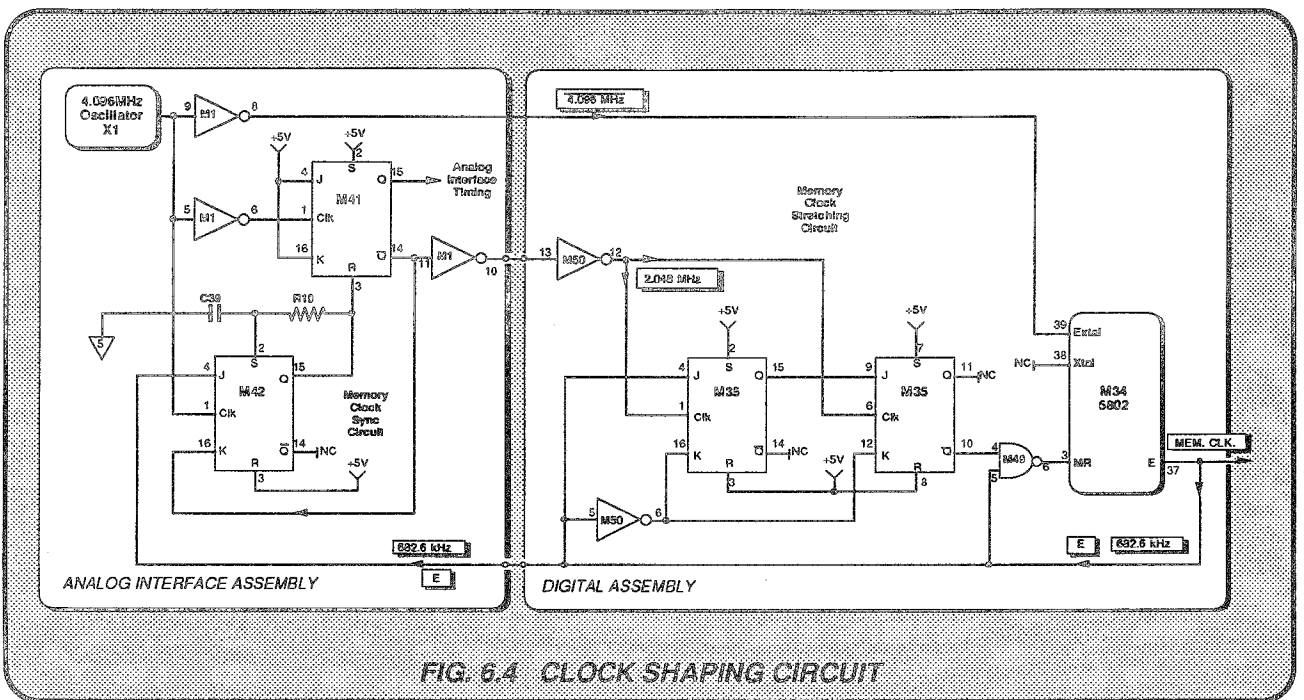 4.096MHz
Oscillator
X1
9
M1
8
4.096 MHz
+5V
+5V
2
S
4
J
Q
15
Analog
Interface
Timing
M41
5
M1
6
1
Clk
16
K
Q
14
R
3
11
M1
10
13
M50
12
2.048 MHz
Memory
Clock
Stretching
Circuit
C39
R10
S
2
S
4
J
Q
15
M42
1
Clk
16
K
Q
14
NC
R
3
+5V
Memory
Clock
Sync
Circuit
+5V
2
S
4
J
Q
15
M35
1
Clk
16
K
Q
14
NC
R
3
+5V
+5V
7
S
9
J
Q
11
NC
M35
6
Clk
12
K
Q
10
R
8
4
5
M49
6
39
Extal
NC
38
Xtal
M34
6802
3
MR
E
37
MEM. CLK.
5
M50
6
682.6 kHz
E
E
682.6 kHz
ANALOG INTERFACE ASSEMBLY
DIGITAL ASSEMBLY
FIG. 6.4 CLOCK SHAPING CIRCUIT